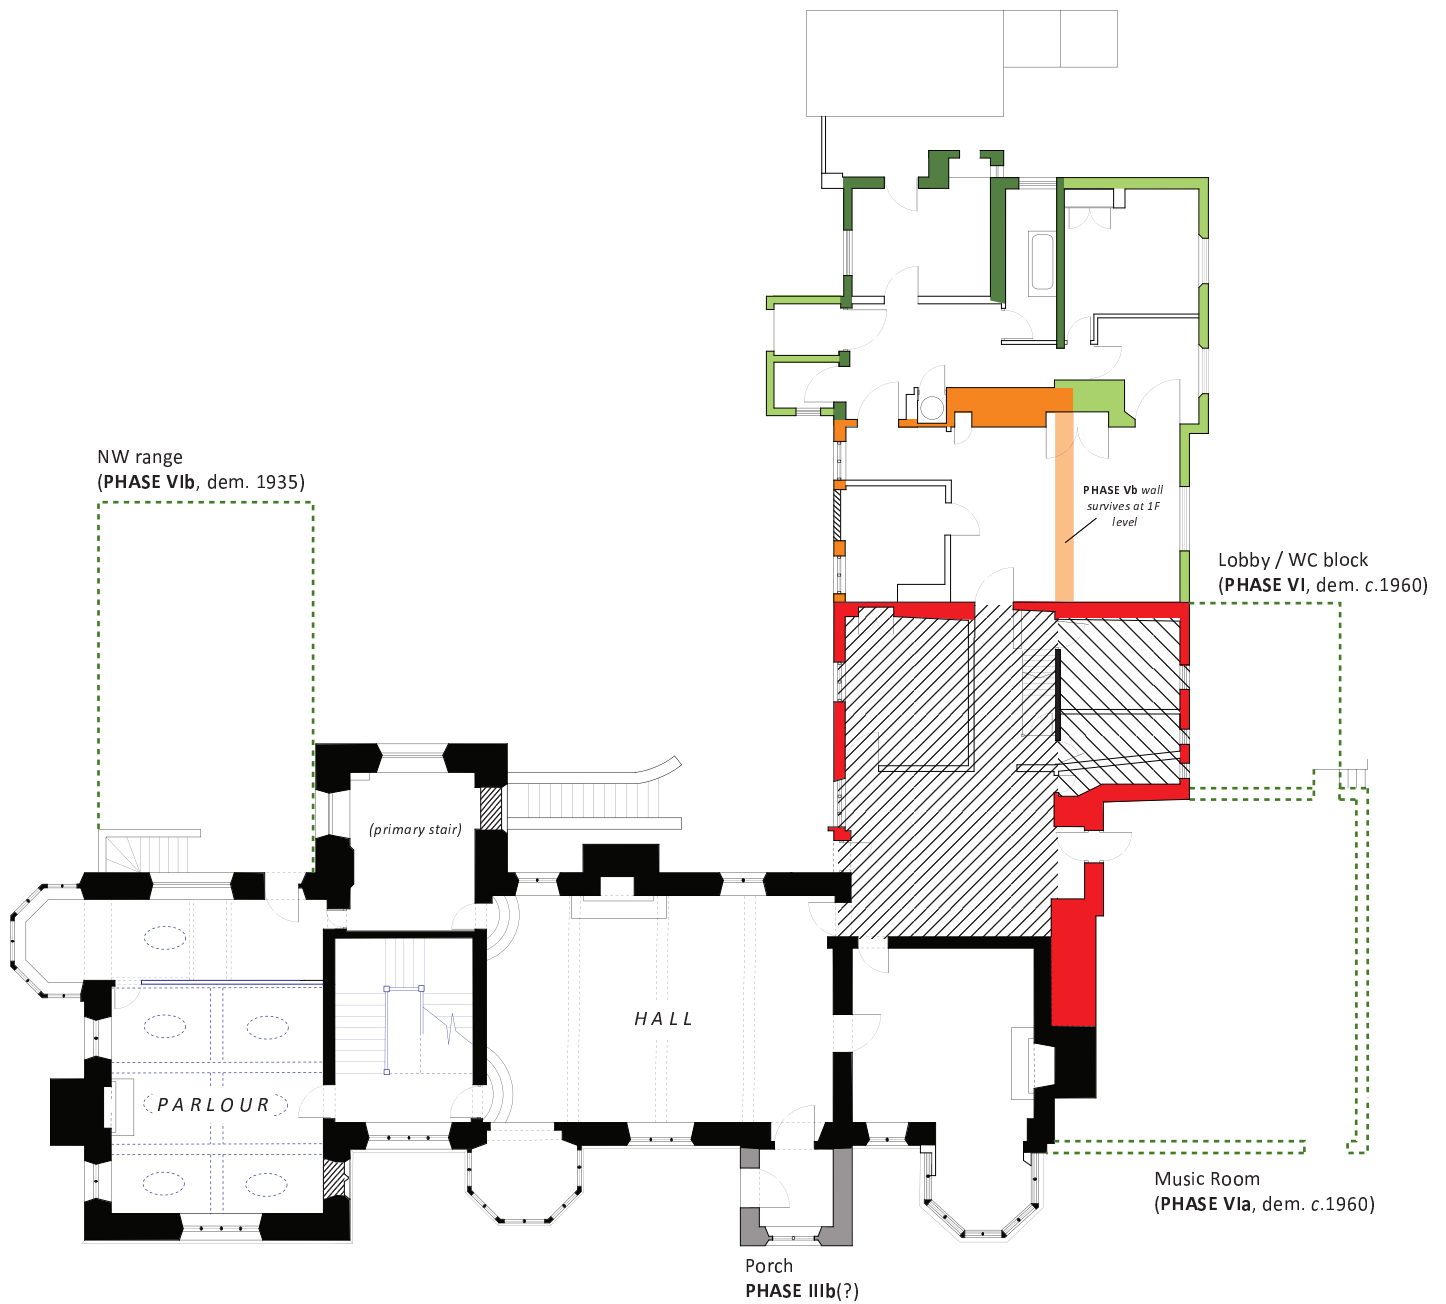 NW range
(PHASE VIb, dem. 1935)
PHASE Vb wall
survives at 1F
level
Lobby / WC block
(PHASE VI, dem. c.1960)
(primary stair)
HALL
PARLOUR
Music Room
(PHASE VIa, dem. c.1960)
Porch
PHASE IIIb(?)